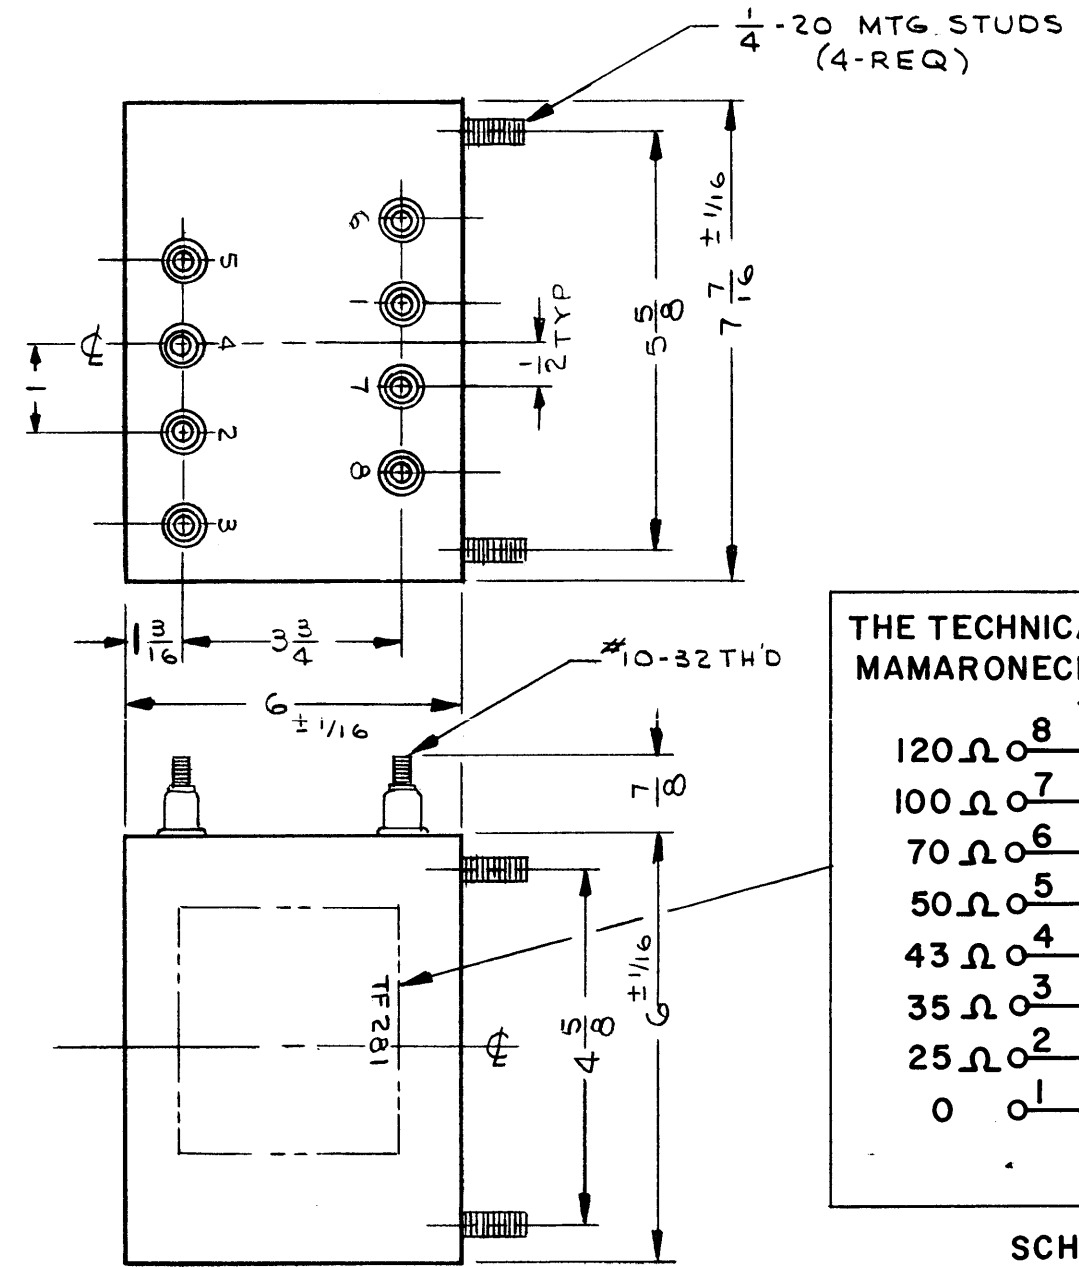 1/4 -20 MTG. STUDS
(4-REQ)
6
5
1
4
7
2
8
3
℄
1
1/2 TYP
5 5/8
7 7/16 ± 1/16
1 3/16
3 3/4
6 ± 1/16
#10-32 TH'D
7/8
TF 281
℄
4 5/8
6 ± 1/16
THE TECHNICA
MAMARONEC
120 Ω 8
100 Ω 7
70 Ω 6
50 Ω 5
43 Ω 4
35 Ω 3
25 Ω 2
0 1
SCH